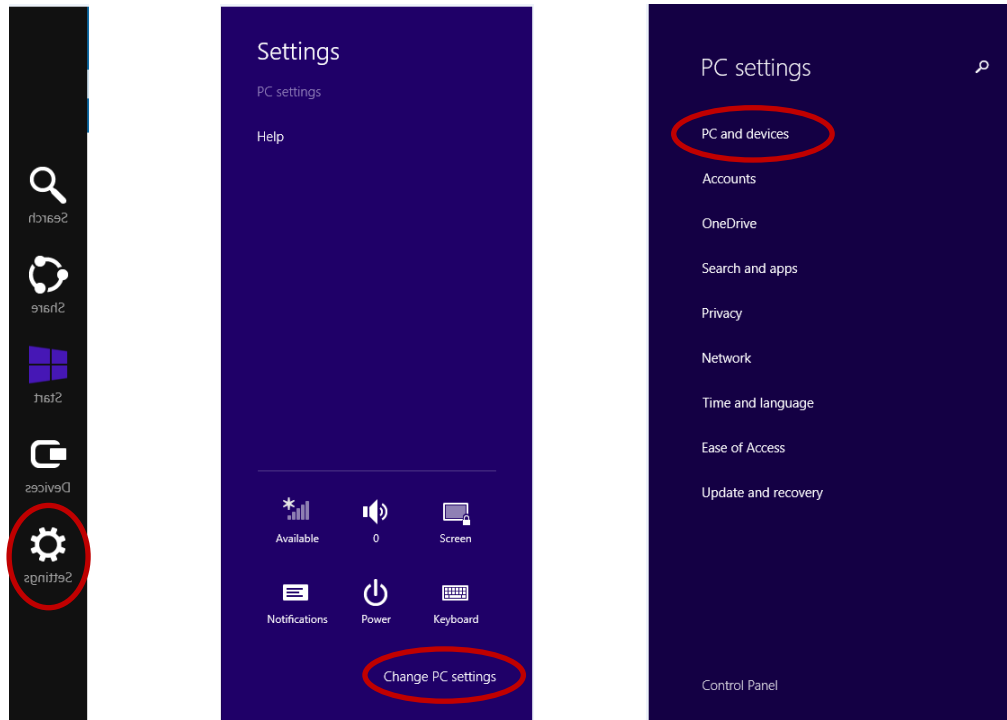 Search
Share
Start
Devices
Settings
Settings
PC settings
Help
Available
0
Screen
Notifications
Power
Keyboard
Change PC settings
PC settings
PC and devices
Accounts
OneDrive
Search and apps
Privacy
Network
Time and language
Ease of Access
Update and recovery
Control Panel